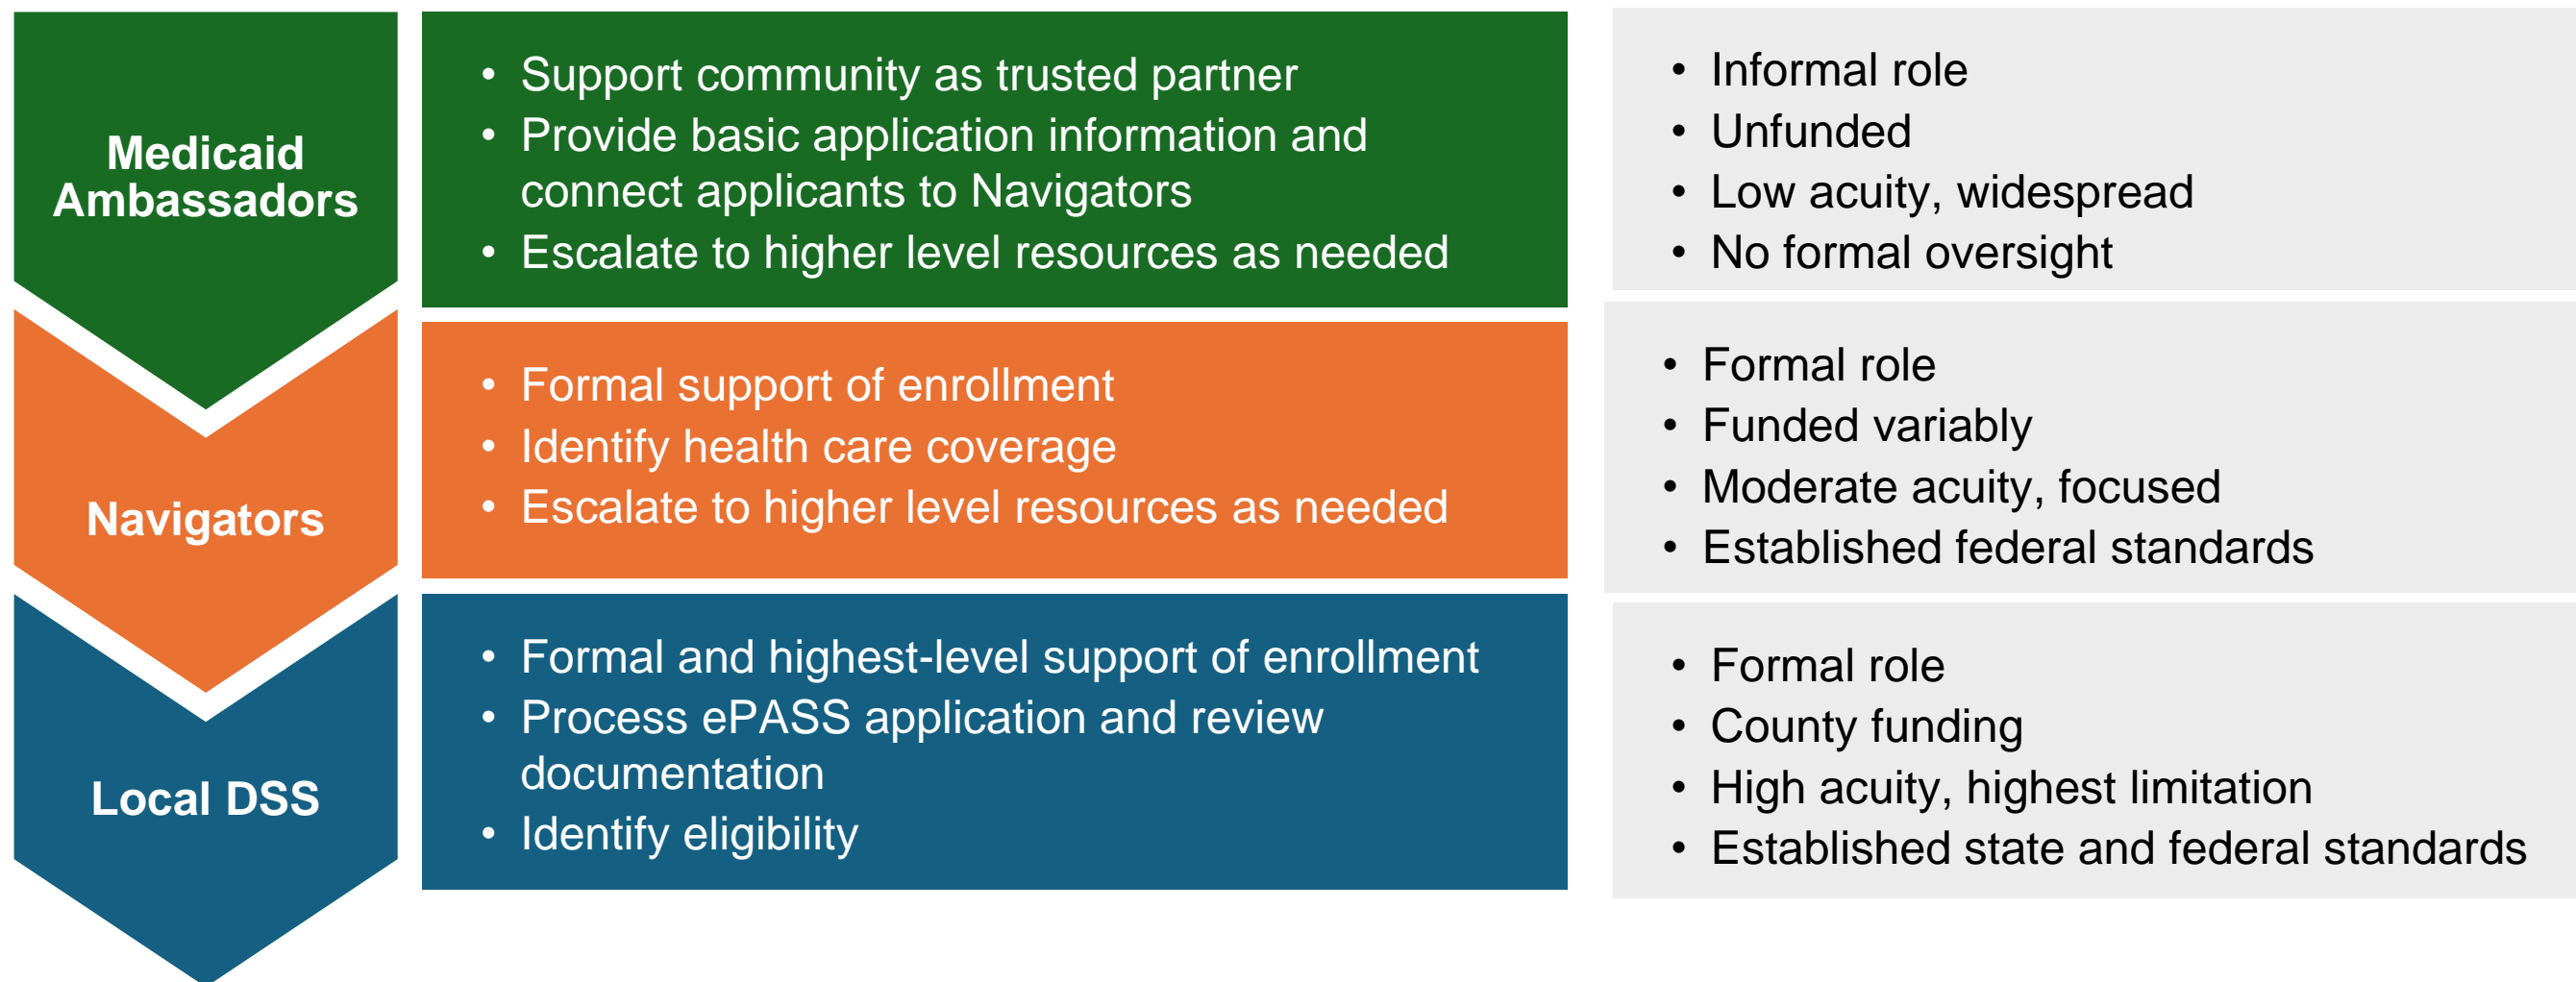 Medicaid
Ambassadors
• Support community as trusted partner
• Provide basic application information and
connect applicants to Navigators
• Escalate to higher level resources as needed
• Informal role
• Unfunded
• Low acuity, widespread
• No formal oversight
Navigators
• Formal support of enrollment
• Identify health care coverage
• Escalate to higher level resources as needed
• Formal role
• Funded variably
• Moderate acuity, focused
• Established federal standards
Local DSS
• Formal and highest-level support of enrollment
• Process ePASS application and review
documentation
• Identify eligibility
• Formal role
• County funding
• High acuity, highest limitation
• Established state and federal standards